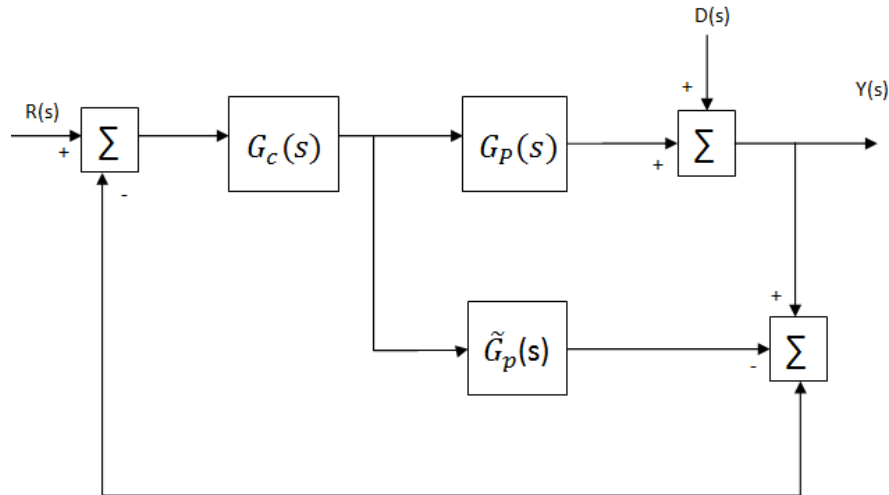 D(s)
R(s)
Y(s)
+
∑
+
-
G_c(s)
G_P(s)
+
∑
+
G̃_p(s)
-
∑